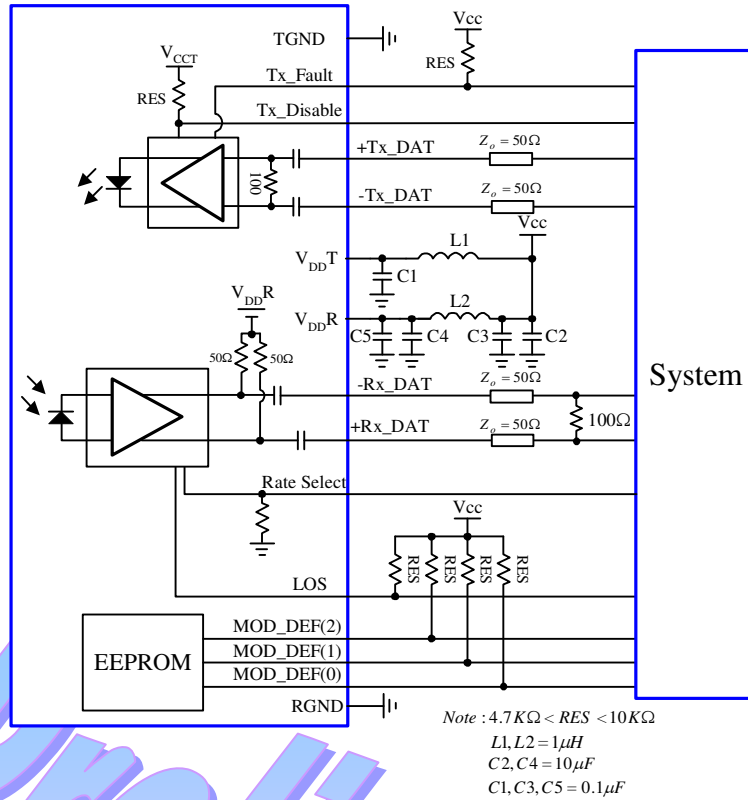 TGND
Vcc
RES
V_CCT
RES
Tx_Fault
Tx_Disable
+Tx_DAT
Z_o = 50Ω
100
-Tx_DAT
Z_o = 50Ω
Vcc
V_DD T
L1
C1
V_DD R
L2
C5
C4
C3
C2
V_DD R
50Ω
50Ω
-Rx_DAT
Z_o = 50Ω
System
100Ω
+Rx_DAT
Z_o = 50Ω
Rate Select
Vcc
RES
RES
RES
RES
LOS
EEPROM
MOD_DEF(2)
MOD_DEF(1)
MOD_DEF(0)
RGND
Note : 4.7KΩ < RES < 10KΩ
L1, L2 = 1μH
C2, C4 = 10μF
C1, C3, C5 = 0.1μF